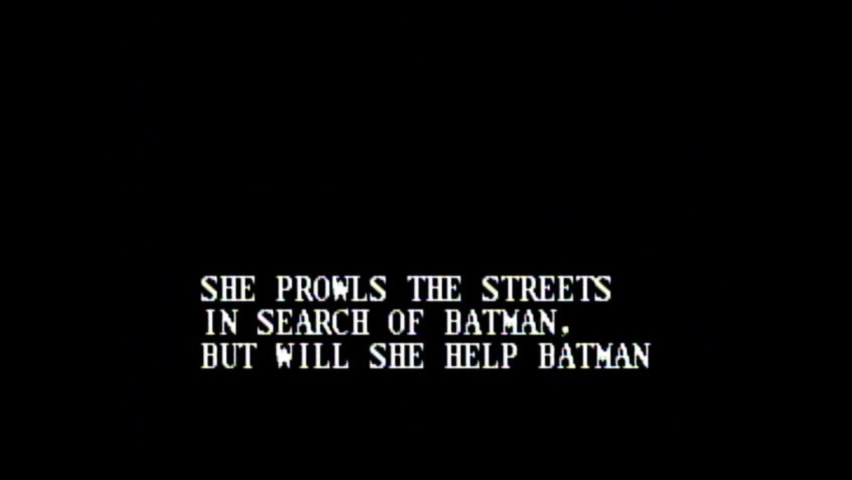 SHE PROWLS THE STREETS
IN SEARCH OF BATMAN,
BUT WILL SHE HELP BATMAN